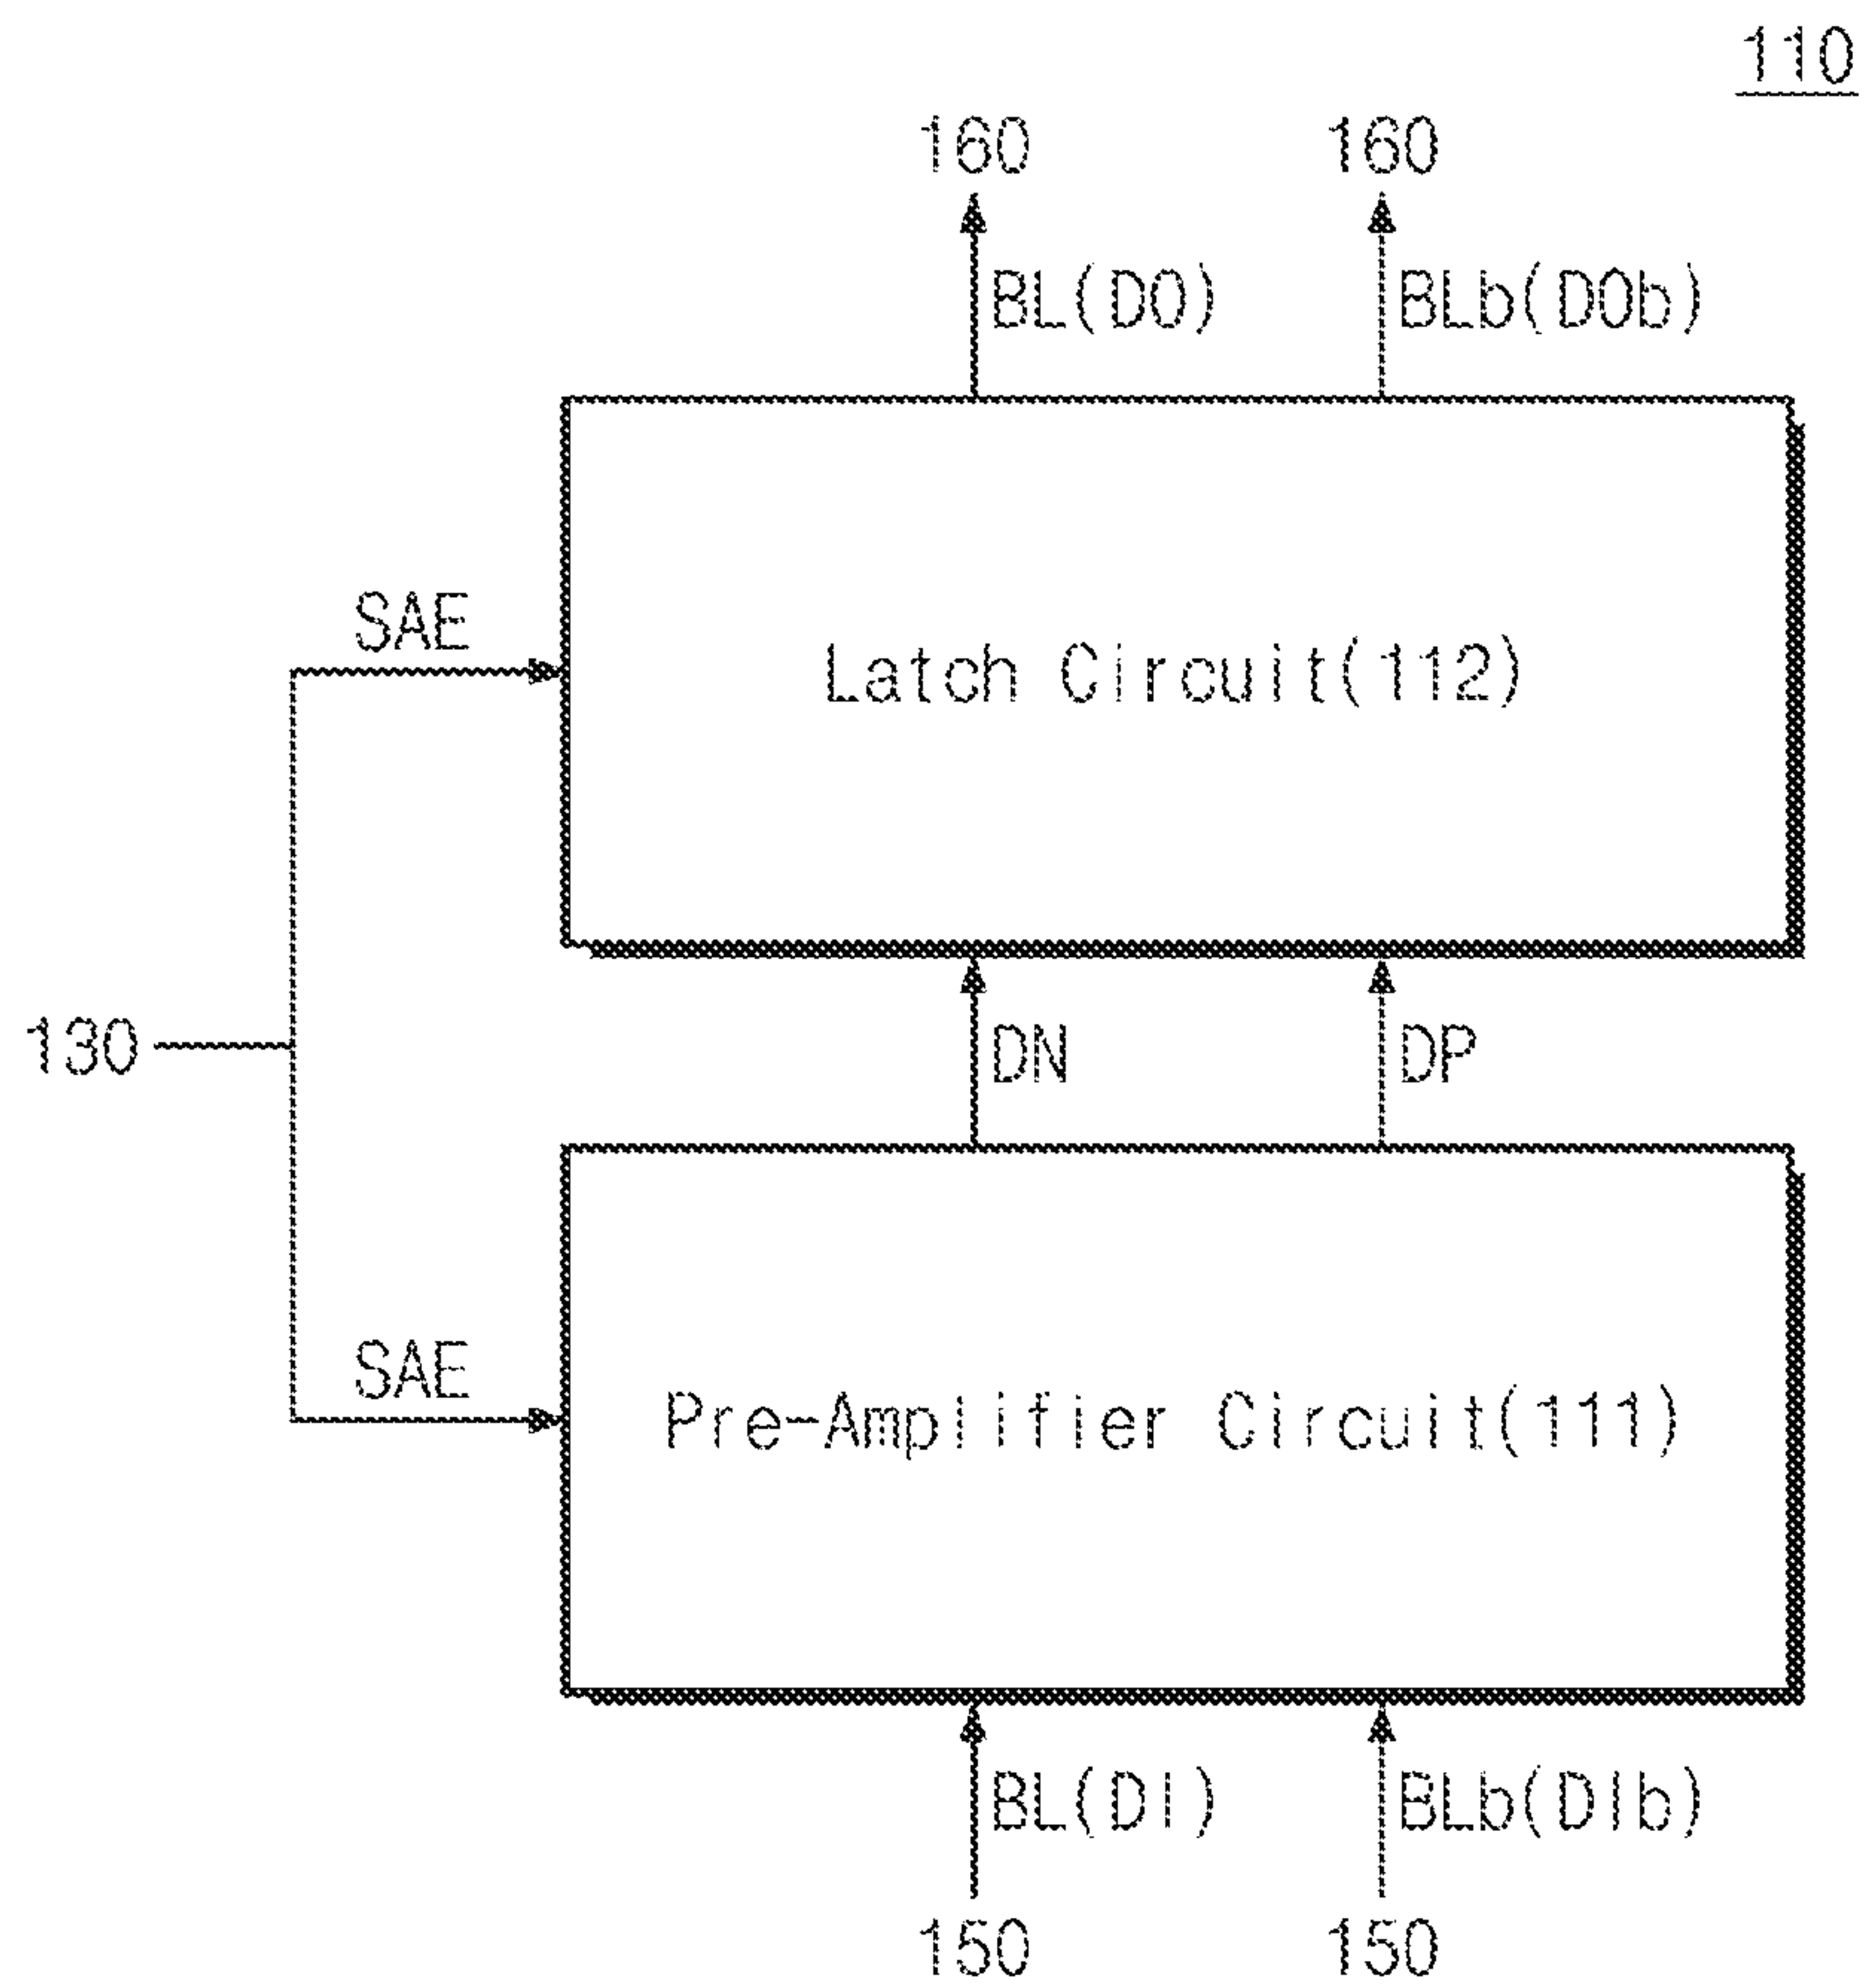 110
160 160
BL(DO) BLb(DOb)
SAE
Latch Circuit(112)
130
DN DP
SAE
Pre-Amplifier Circuit(111)
BL(DI) BLb(DIb)
150 150